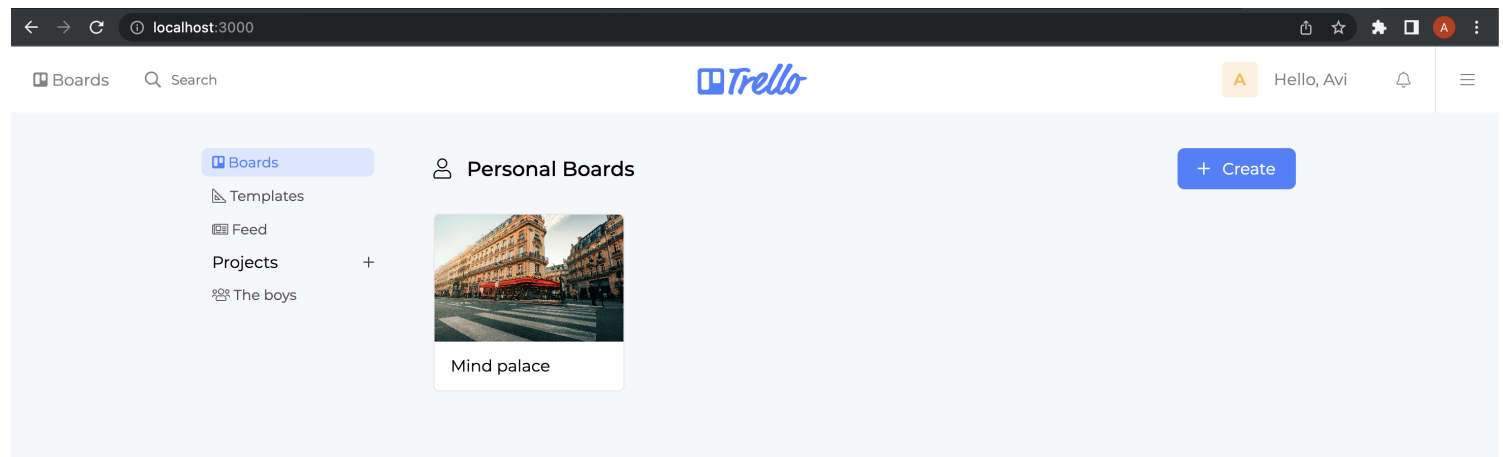 localhost:3000
A
Boards
Search
Trello
A
Hello, Avi
Boards
Templates
Feed
Projects +
The boys
Personal Boards
+ Create
Mind palace